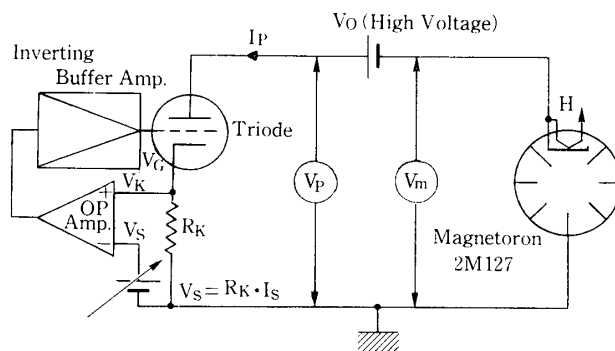 Inverting
Buffer Amp.
IP
VO (High Voltage)
H
Triode
VG
VK
OP
Amp.
+
−
VS
RK
VP
Vm
Magnetoron
2M127
VS = RK · IS